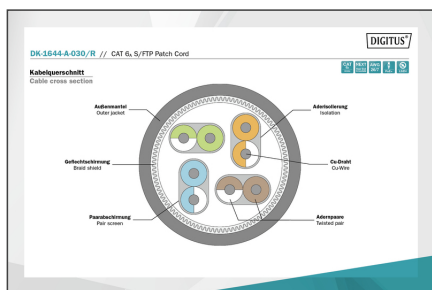 DIGITUS®
DK-1644-A-030/R // CAT 6A S/FTP Patch Cord
Kabelquerschnitt
Cable cross section
Außenmantel
Outer jacket
Aderisolierung
Isolation
Geflechtschirmung
Braid shield
Cu-Draht
Cu-Wire
Paarabschirmung
Pair screen
Adernpaare
Twisted pair